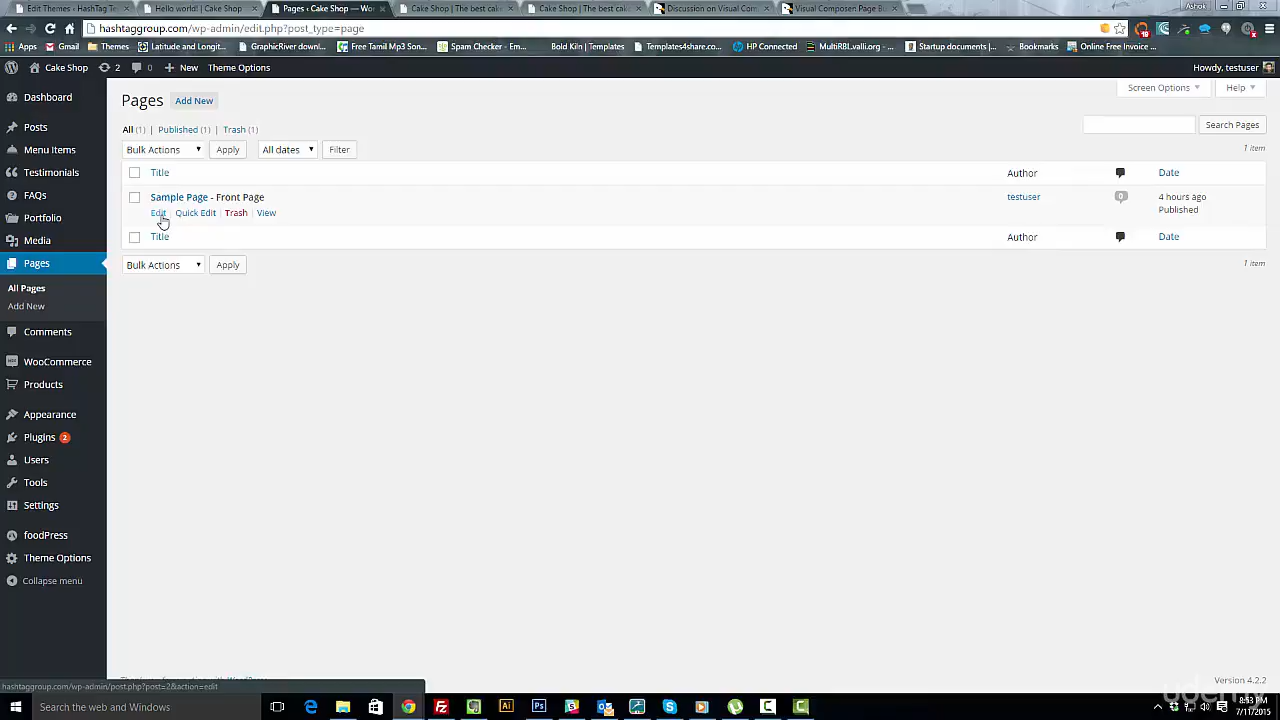 Edit Themes ‹ HashTag Te
Hello world! | Cake Shop
Pages ‹ Cake Shop — Wo
Cake Shop | The best cak
Cake Shop | The best cak
Discussion on Visual Com
Visual Composer Page B
Ashok
hashtaggroup.com/wp-admin/edit.php?post_type=page
Apps
Gmail
Themes
Latitude and Longit
GraphicRiver downl
Free Tamil Mp3 Son
Spam Checker - Em
Bold Kiln | Templates
Templates4share.co
HP Connected
MultiRBL.valli.org -
Startup documents
Bookmarks
Online Free Invoice
Cake Shop
2
0
New
Theme Options
Howdy, testuser
Dashboard
Posts
Menu Items
Testimonials
FAQs
Portfolio
Media
Pages
All Pages
Add New
Comments
WooCommerce
Products
Appearance
Plugins 2
Users
Tools
Settings
foodPress
Theme Options
Collapse menu
Screen Options
Help
Pages Add New
All (1) | Published (1) | Trash (1)
Search Pages
Bulk Actions
Apply
All dates
Filter
1 item
Title
Author
Date
Sample Page - Front Page
testuser
0
4 hours ago
Published
Edit | Quick Edit | Trash | View
Title
Author
Date
Bulk Actions
Apply
1 item
Version 4.2.2
hashtaggroup.com/wp-admin/post.php?post=2&action=edit
udemy
Search the web and Windows
8:53 PM
7/11/2015